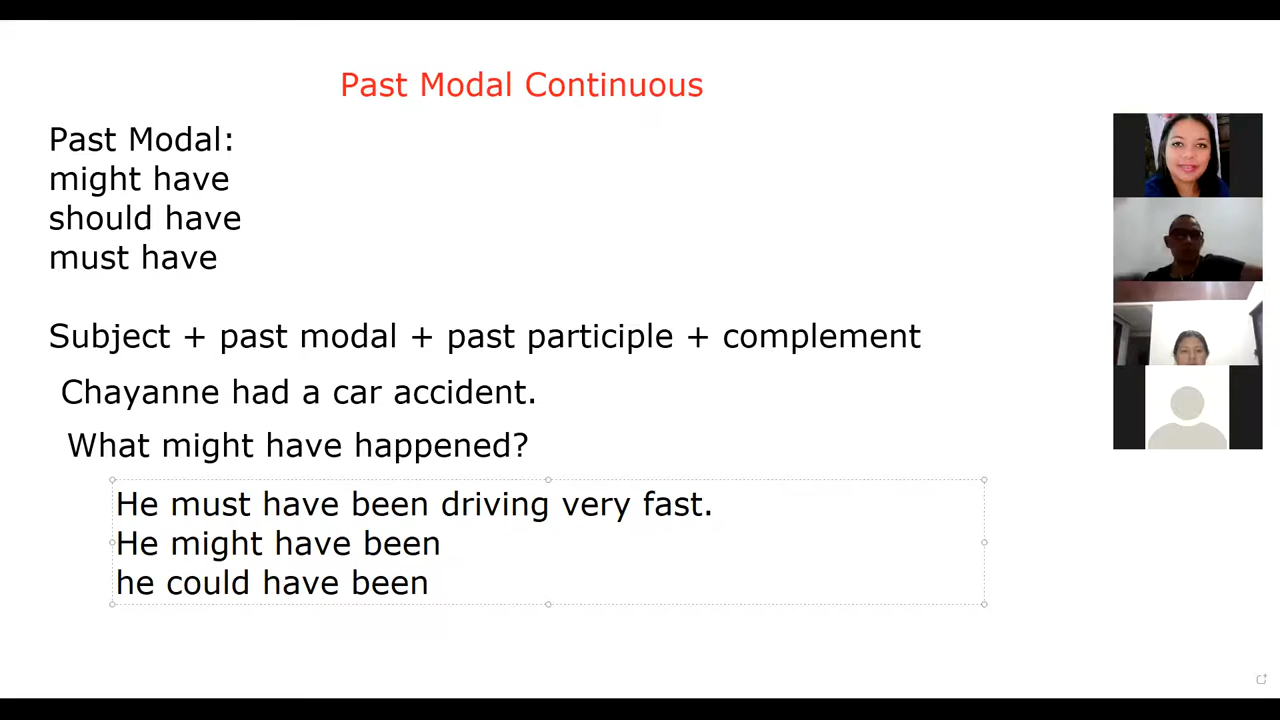 Past Modal Continuous
Past Modal:
might have
should have
must have
Subject + past modal + past participle + complement
Chayanne had a car accident.
What might have happened?
He must have been driving very fast.
He might have been
he could have been